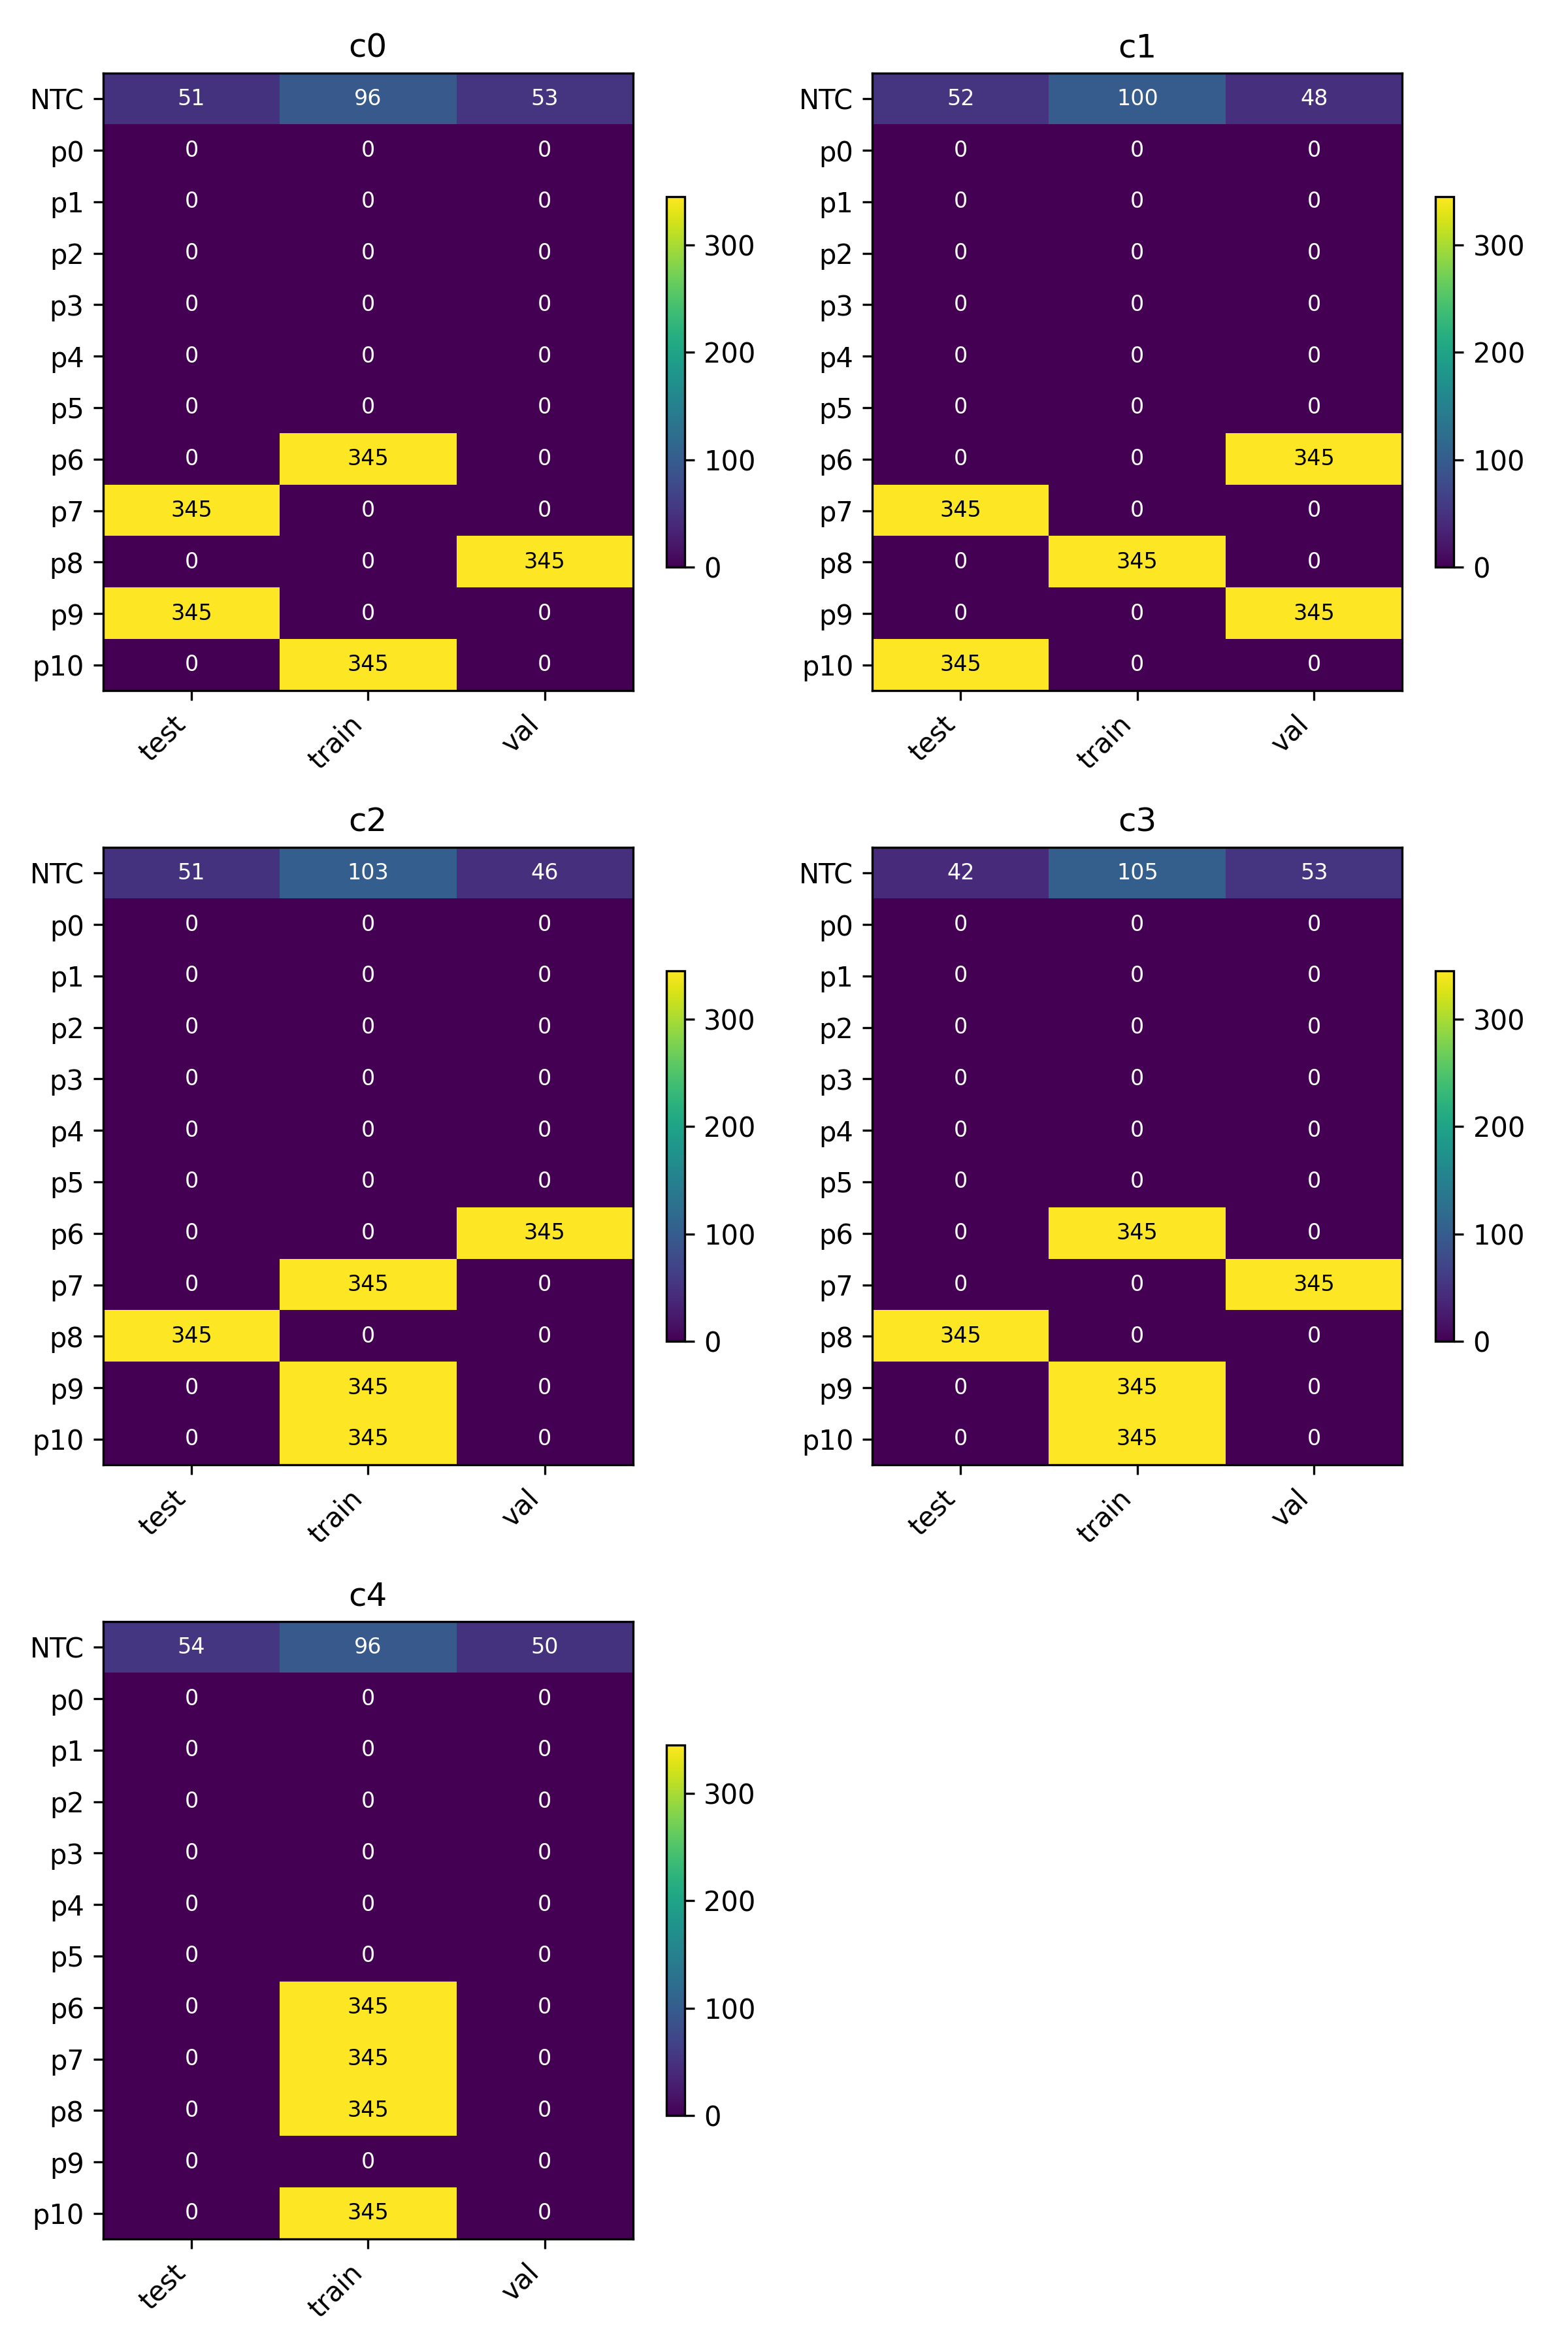 c0
NTC 51 96 53
p0 0 0 0
p1 0 0 0
p2 0 0 0
p3 0 0 0
p4 0 0 0
p5 0 0 0
p6 0 345 0
p7 345 0 0
p8 0 0 345
p9 345 0 0
p10 0 345 0
test train val
300
200
100
0
c1
NTC 52 100 48
p0 0 0 0
p1 0 0 0
p2 0 0 0
p3 0 0 0
p4 0 0 0
p5 0 0 0
p6 0 0 345
p7 345 0 0
p8 0 345 0
p9 0 0 345
p10 345 0 0
test train val
300
200
100
0
c2
NTC 51 103 46
p0 0 0 0
p1 0 0 0
p2 0 0 0
p3 0 0 0
p4 0 0 0
p5 0 0 0
p6 0 0 345
p7 0 345 0
p8 345 0 0
p9 0 345 0
p10 0 345 0
test train val
300
200
100
0
c3
NTC 42 105 53
p0 0 0 0
p1 0 0 0
p2 0 0 0
p3 0 0 0
p4 0 0 0
p5 0 0 0
p6 0 345 0
p7 0 0 345
p8 345 0 0
p9 0 345 0
p10 0 345 0
test train val
300
200
100
0
c4
NTC 54 96 50
p0 0 0 0
p1 0 0 0
p2 0 0 0
p3 0 0 0
p4 0 0 0
p5 0 0 0
p6 0 345 0
p7 0 345 0
p8 0 345 0
p9 0 0 0
p10 0 345 0
test train val
300
200
100
0